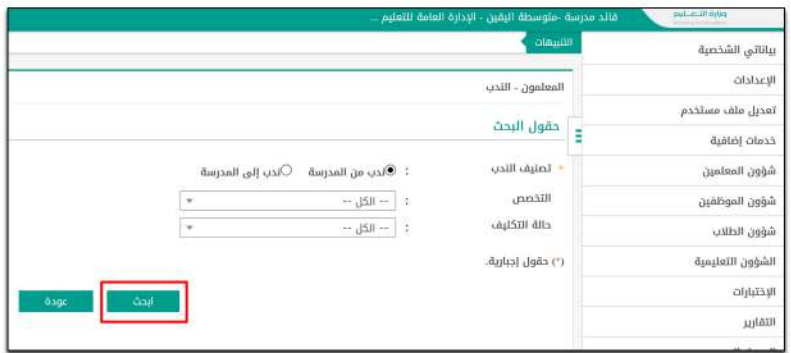 وزارة التعليم
قائد مدرسة -متوسطة اليقين - الإدارة العامة للتعليم ...
التنبيهات
بياناتي الشخصية
الإعدادات
تعديل ملف مستخدم
خدمات إضافية
شؤون المعلمين
شؤون الموظفين
شؤون الطلاب
الشؤون التعليمية
الإختبارات
التقارير
المعلمون - الندب
حقول البحث
* تصنيف الندب : ندب من المدرسة ندب إلى المدرسة
التخصص : -- الكل --
حالة التكليف : -- الكل --
(*) حقول إجبارية.
ابحث عودة